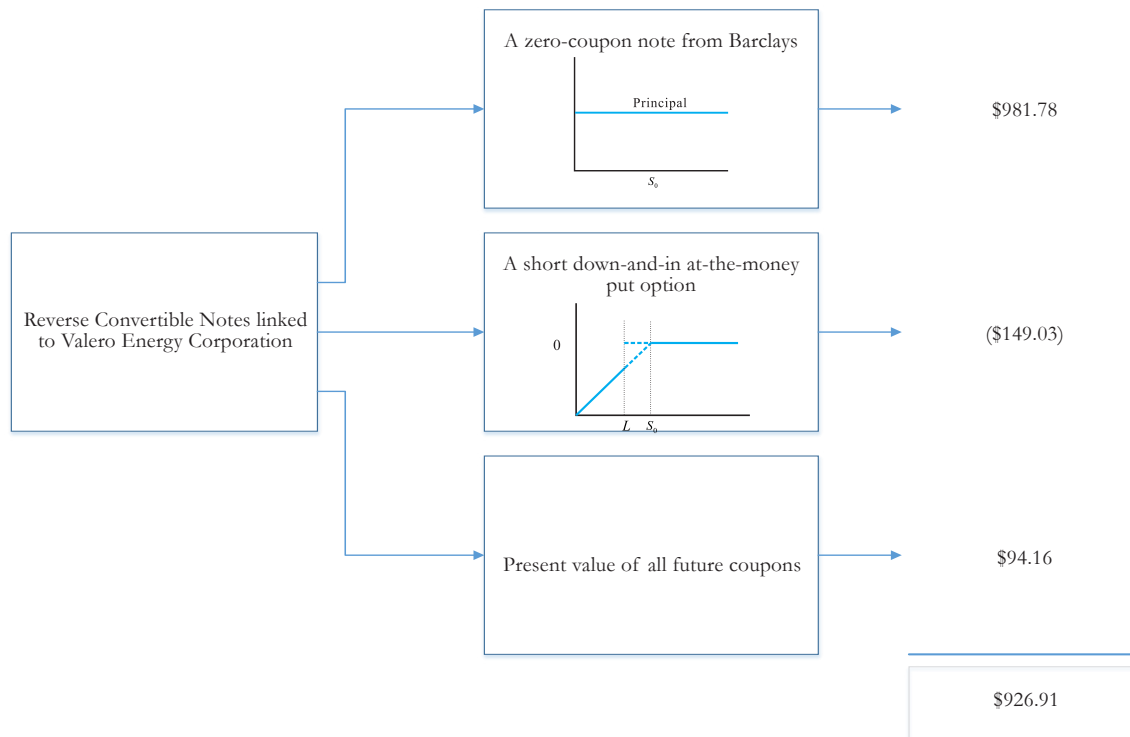 A zero-coupon note from Barclays
Principal
S₀
$981.78
Reverse Convertible Notes linked
to Valero Energy Corporation
A short down-and-in at-the-money
put option
0
L S₀
($149.03)
Present value of all future coupons
$94.16
$926.91